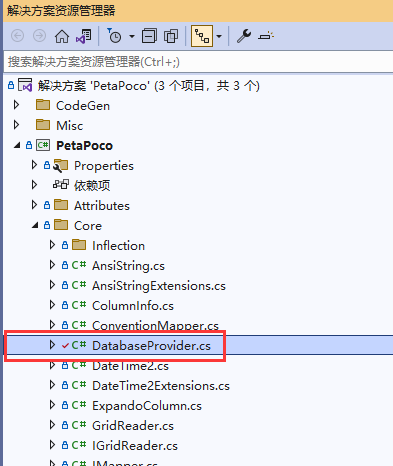 解决方案资源管理器
搜索解决方案资源管理器(Ctrl+;)
解决方案 'PetaPoco' (3 个项目，共 3 个)
CodeGen
Misc
PetaPoco
Properties
依赖项
Attributes
Core
Inflection
AnsiString.cs
AnsiStringExtensions.cs
ColumnInfo.cs
ConventionMapper.cs
DatabaseProvider.cs
DateTime2.cs
DateTime2Extensions.cs
ExpandoColumn.cs
GridReader.cs
IGridReader.cs
IMapper.cs